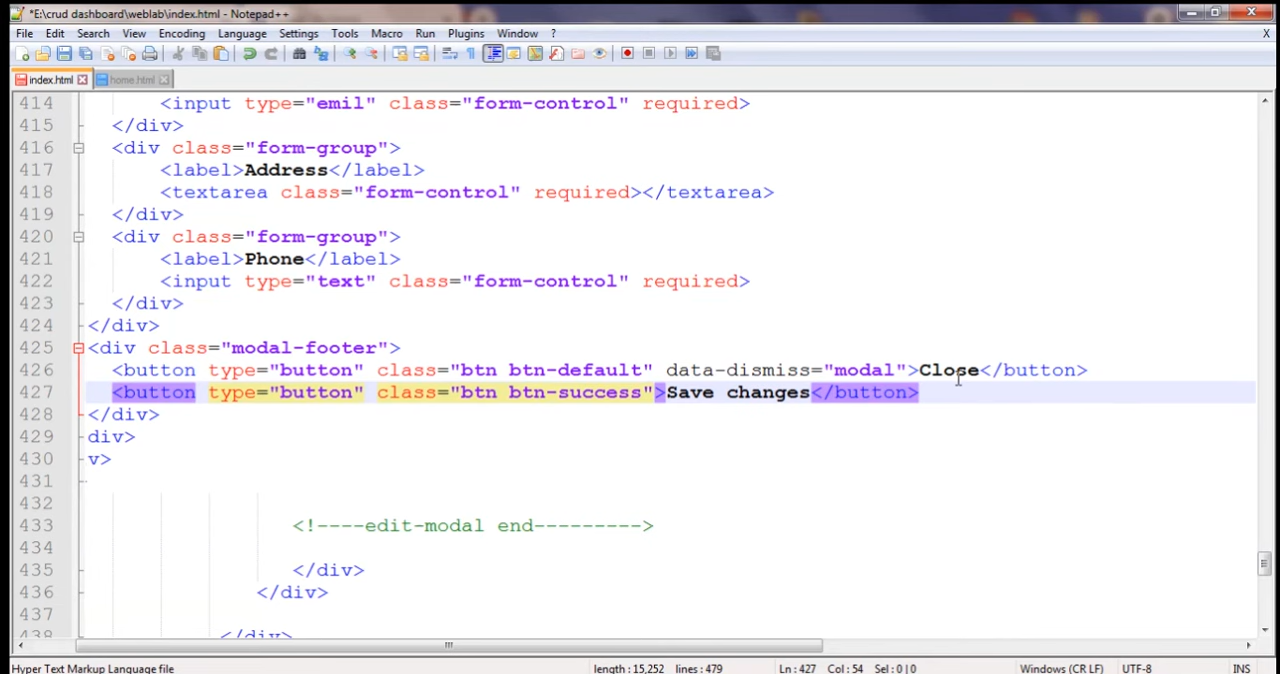 *E:\crud dashboard\weblab\index.html - Notepad++
File Edit Search View Encoding Language Settings Tools Macro Run Plugins Window ? X
index.html home.html
414 <input type="emil" class="form-control" required>
415 </div>
416 <div class="form-group">
417 <label>Address</label>
418 <textarea class="form-control" required></textarea>
419 </div>
420 <div class="form-group">
421 <label>Phone</label>
422 <input type="text" class="form-control" required>
423 </div>
424 </div>
425 <div class="modal-footer">
426 <button type="button" class="btn btn-default" data-dismiss="modal">Close</button>
427 <button type="button" class="btn btn-success">Save changes</button>
428 </div>
429 div>
430 v>
431
432
433 <!----edit-modal end--------->
434
435 </div>
436 </div>
437
438 </div>
Hyper Text Markup Language file length : 15,252 lines : 479 Ln : 427 Col : 54 Sel : 0 | 0 Windows (CR LF) UTF-8 INS